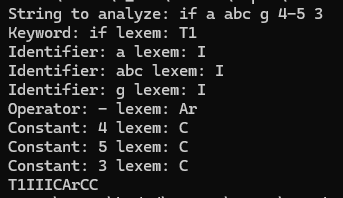 String to analyze: if a abc g 4-5 3
Keyword: if lexem: T1
Identifier: a lexem: I
Identifier: abc lexem: I
Identifier: g lexem: I
Operator: - lexem: Ar
Constant: 4 lexem: C
Constant: 5 lexem: C
Constant: 3 lexem: C
T1IIICArCC